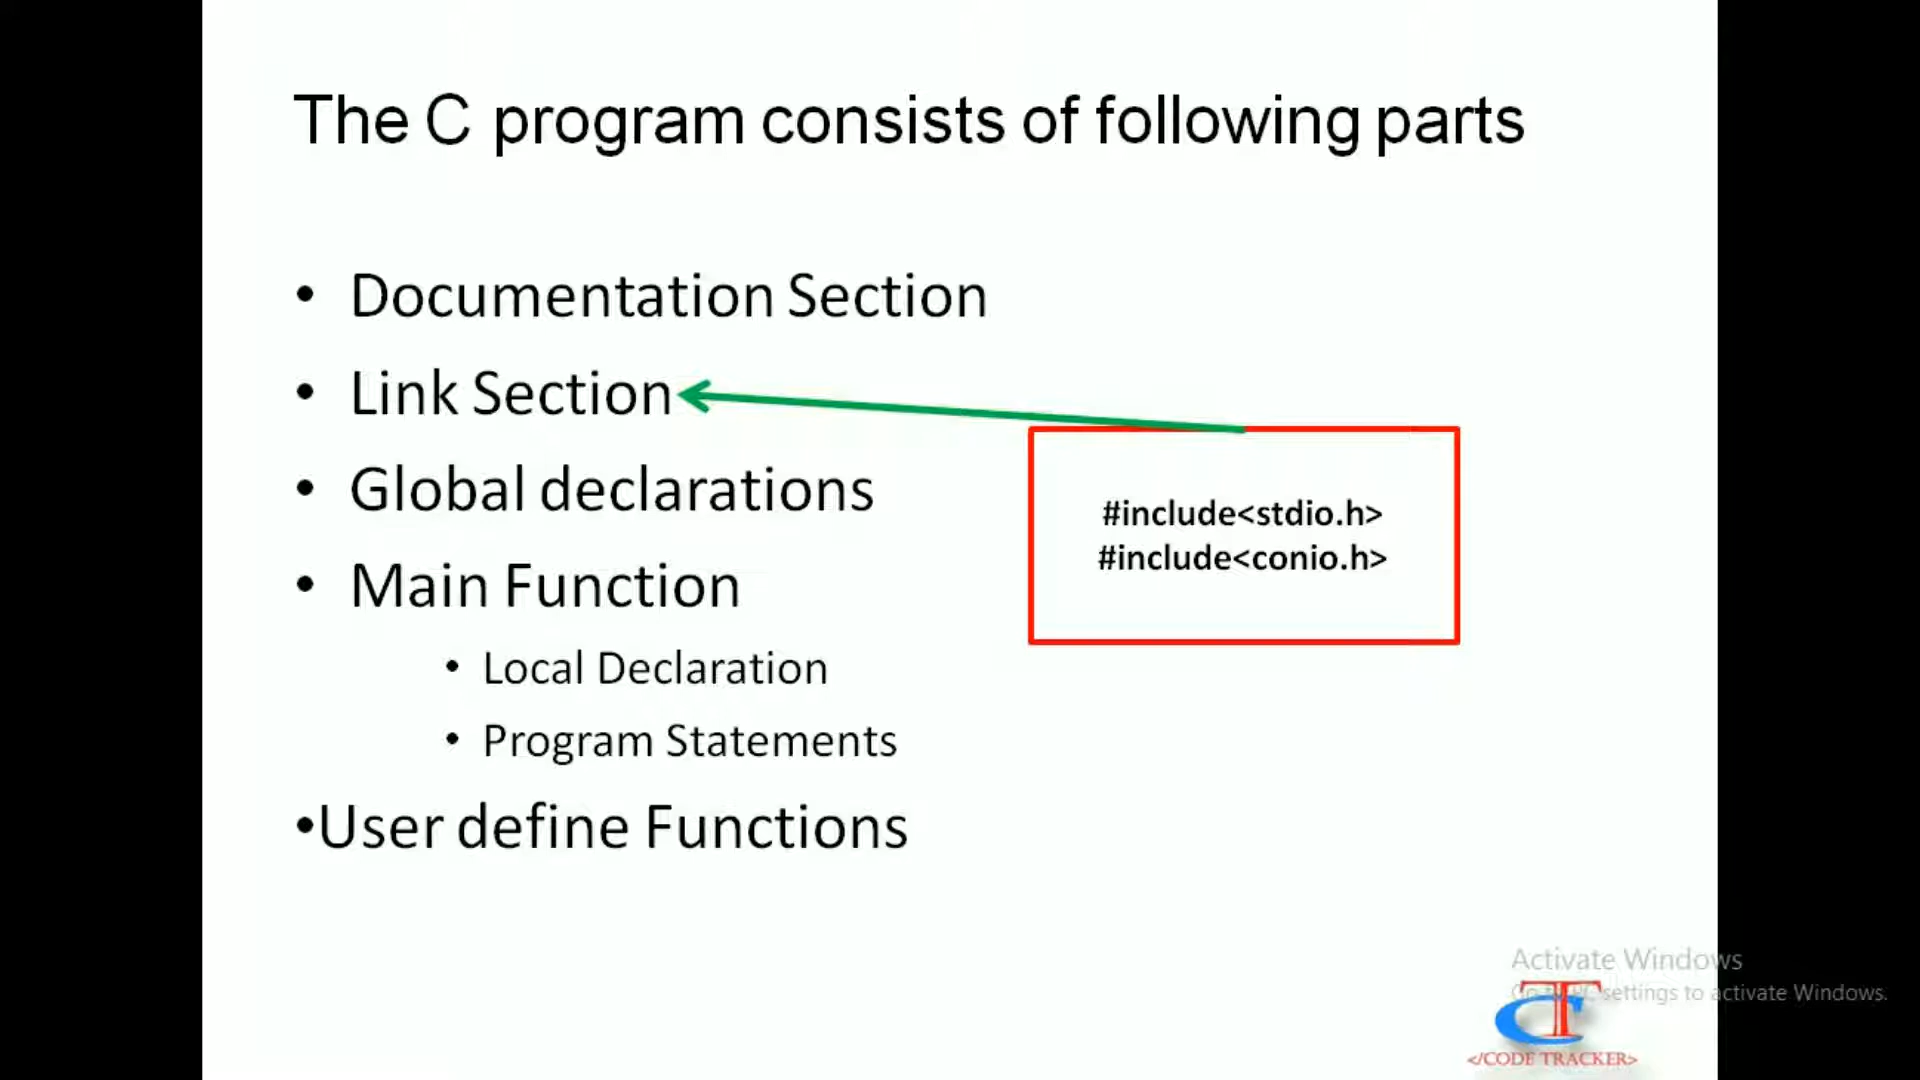 The C program consists of following parts
• Documentation Section
• Link Section
• Global declarations
• Main Function
• Local Declaration
• Program Statements
•User define Functions
#include<stdio.h>
#include<conio.h>
Activate Windows
Go to PC settings to activate Windows.
CT
</CODE TRACKER>